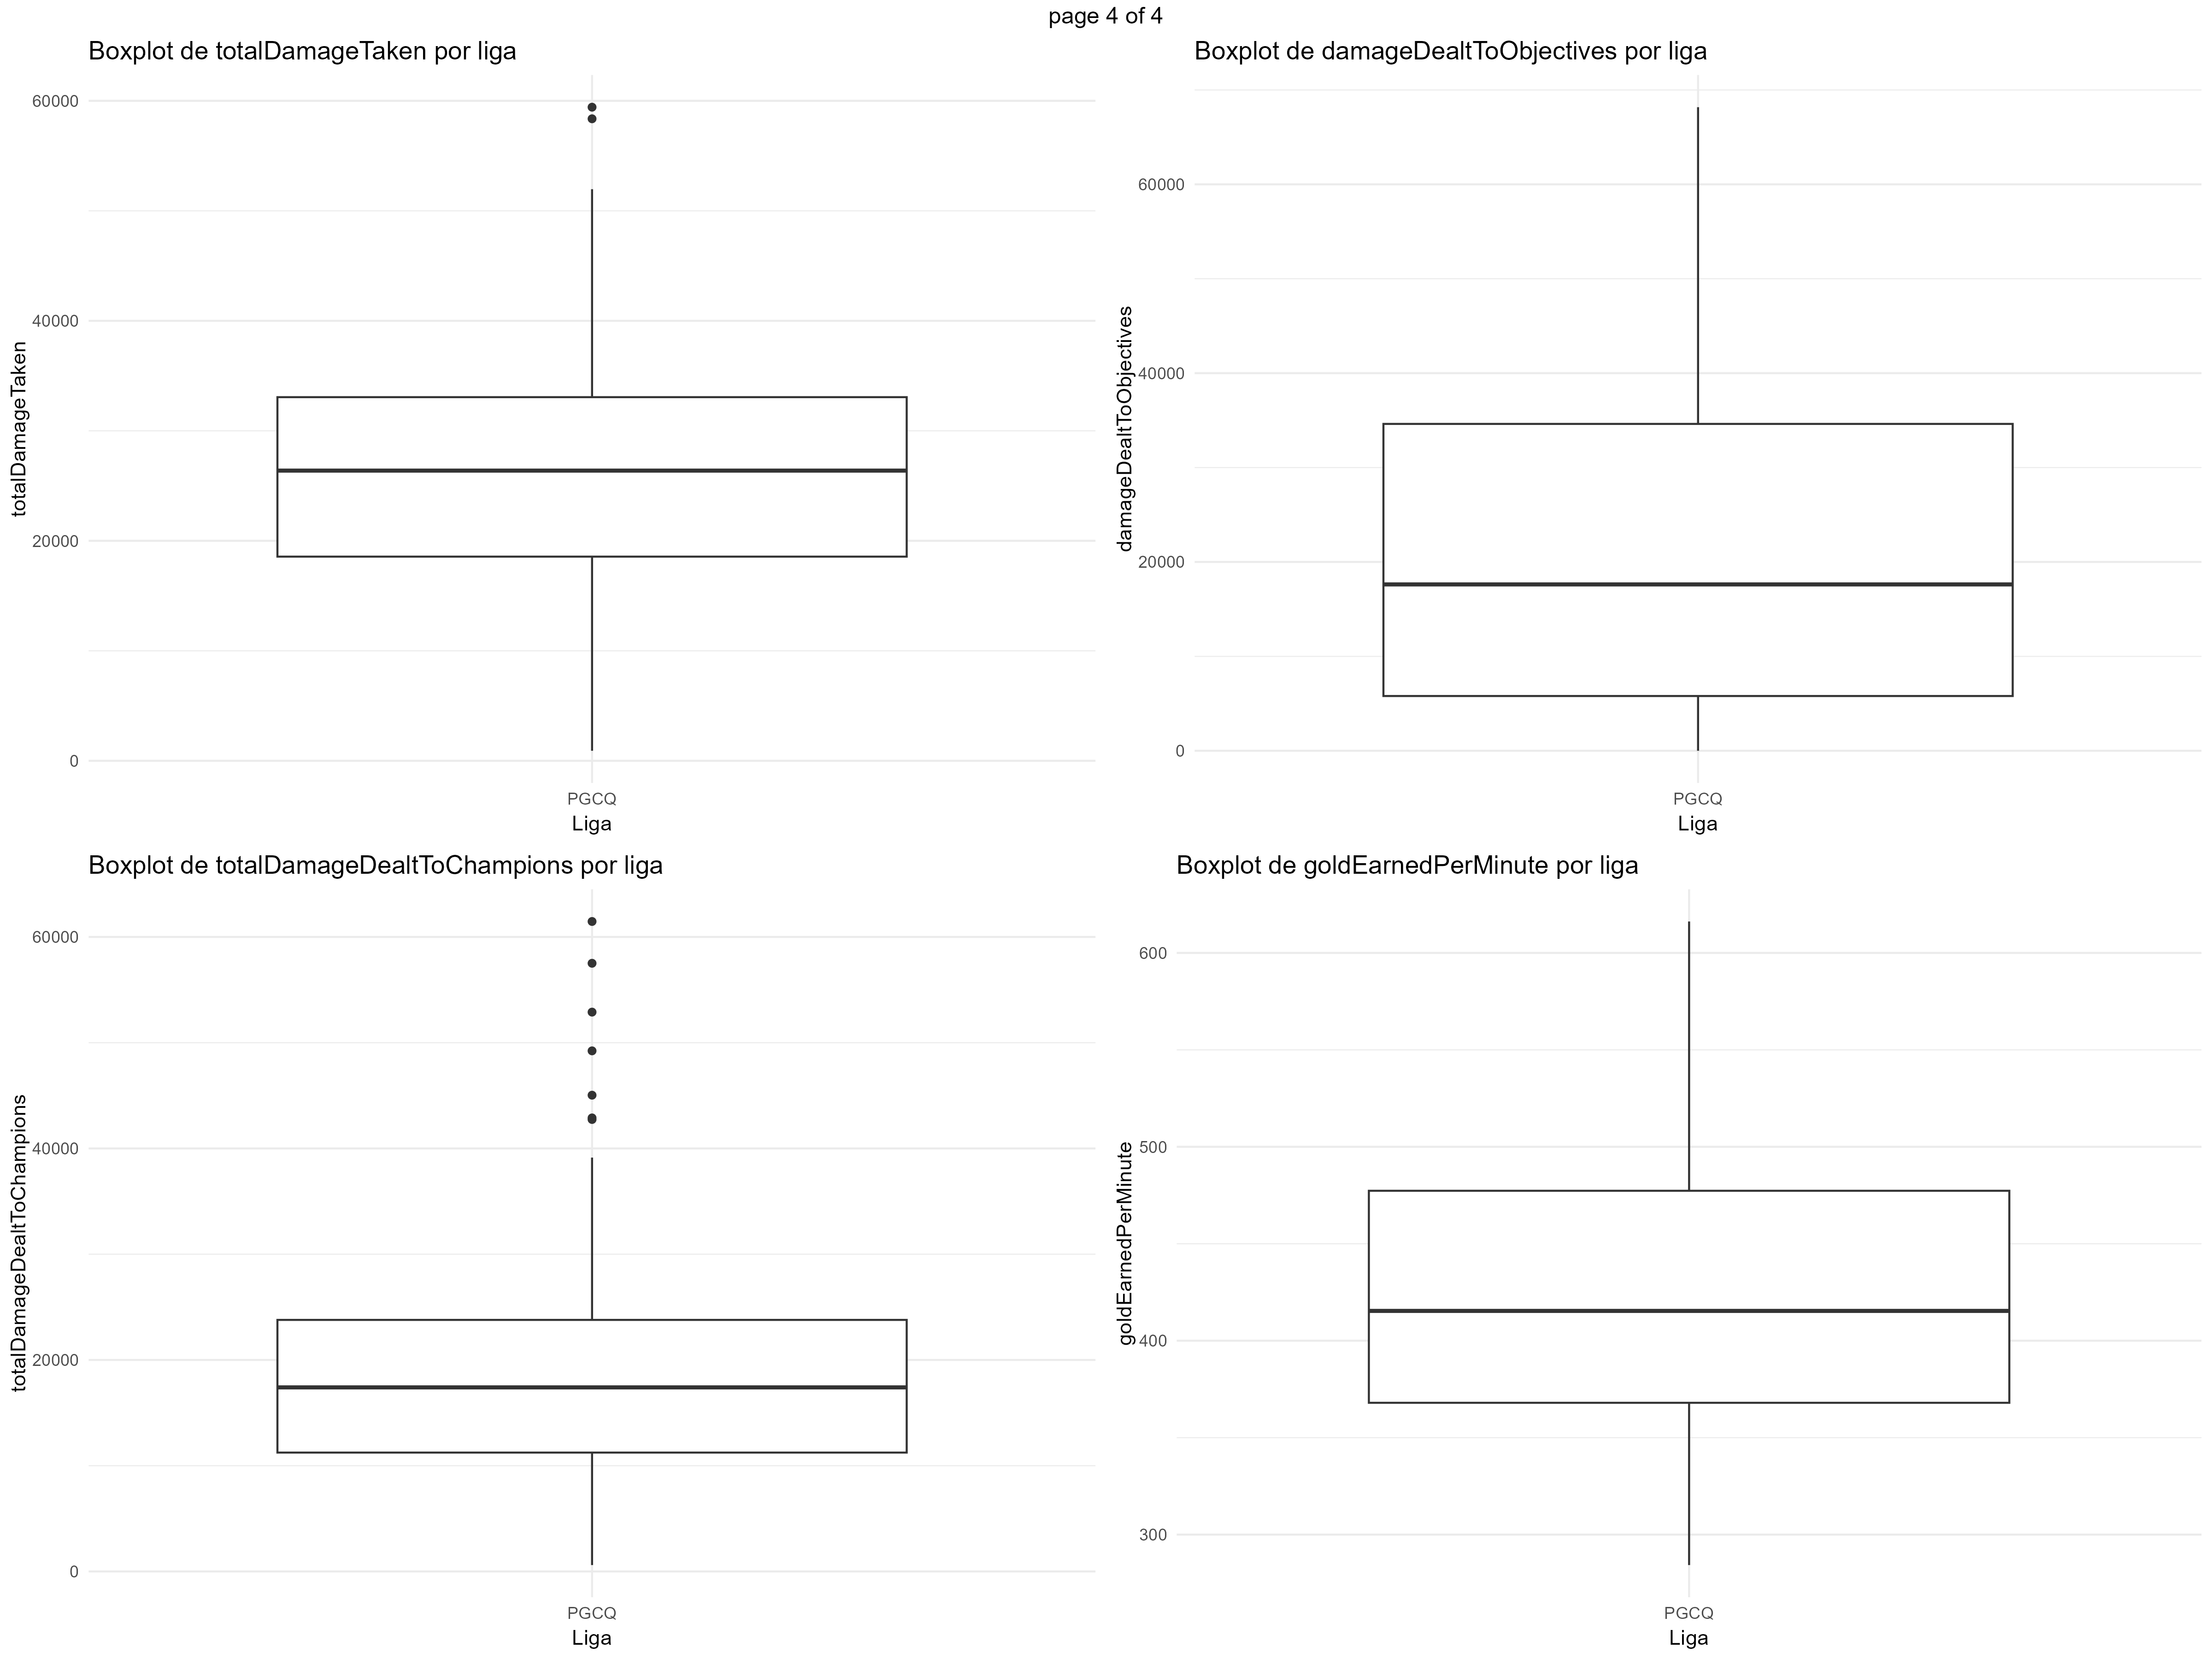 page 4 of 4
Boxplot de totalDamageTaken por liga
totalDamageTaken
60000
40000
20000
0
PGCQ
Liga
Boxplot de damageDealtToObjectives por liga
damageDealtToObjectives
60000
40000
20000
0
PGCQ
Liga
Boxplot de totalDamageDealtToChampions por liga
totalDamageDealtToChampions
60000
40000
20000
0
PGCQ
Liga
Boxplot de goldEarnedPerMinute por liga
goldEarnedPerMinute
600
500
400
300
PGCQ
Liga